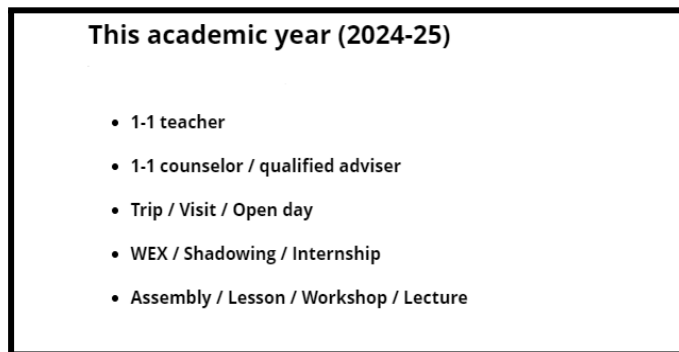 This academic year (2024-25)
• 1-1 teacher
• 1-1 counselor / qualified adviser
• Trip / Visit / Open day
• WEX / Shadowing / Internship
• Assembly / Lesson / Workshop / Lecture